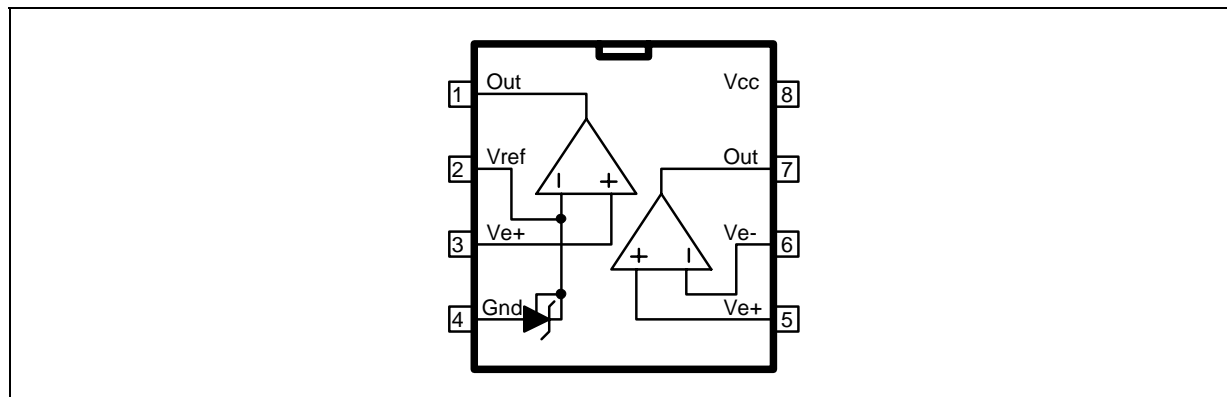 1 Out
Vcc 8
2 Vref
Out 7
3 Ve+
Ve- 6
4 Gnd
Ve+ 5
- +
+ -